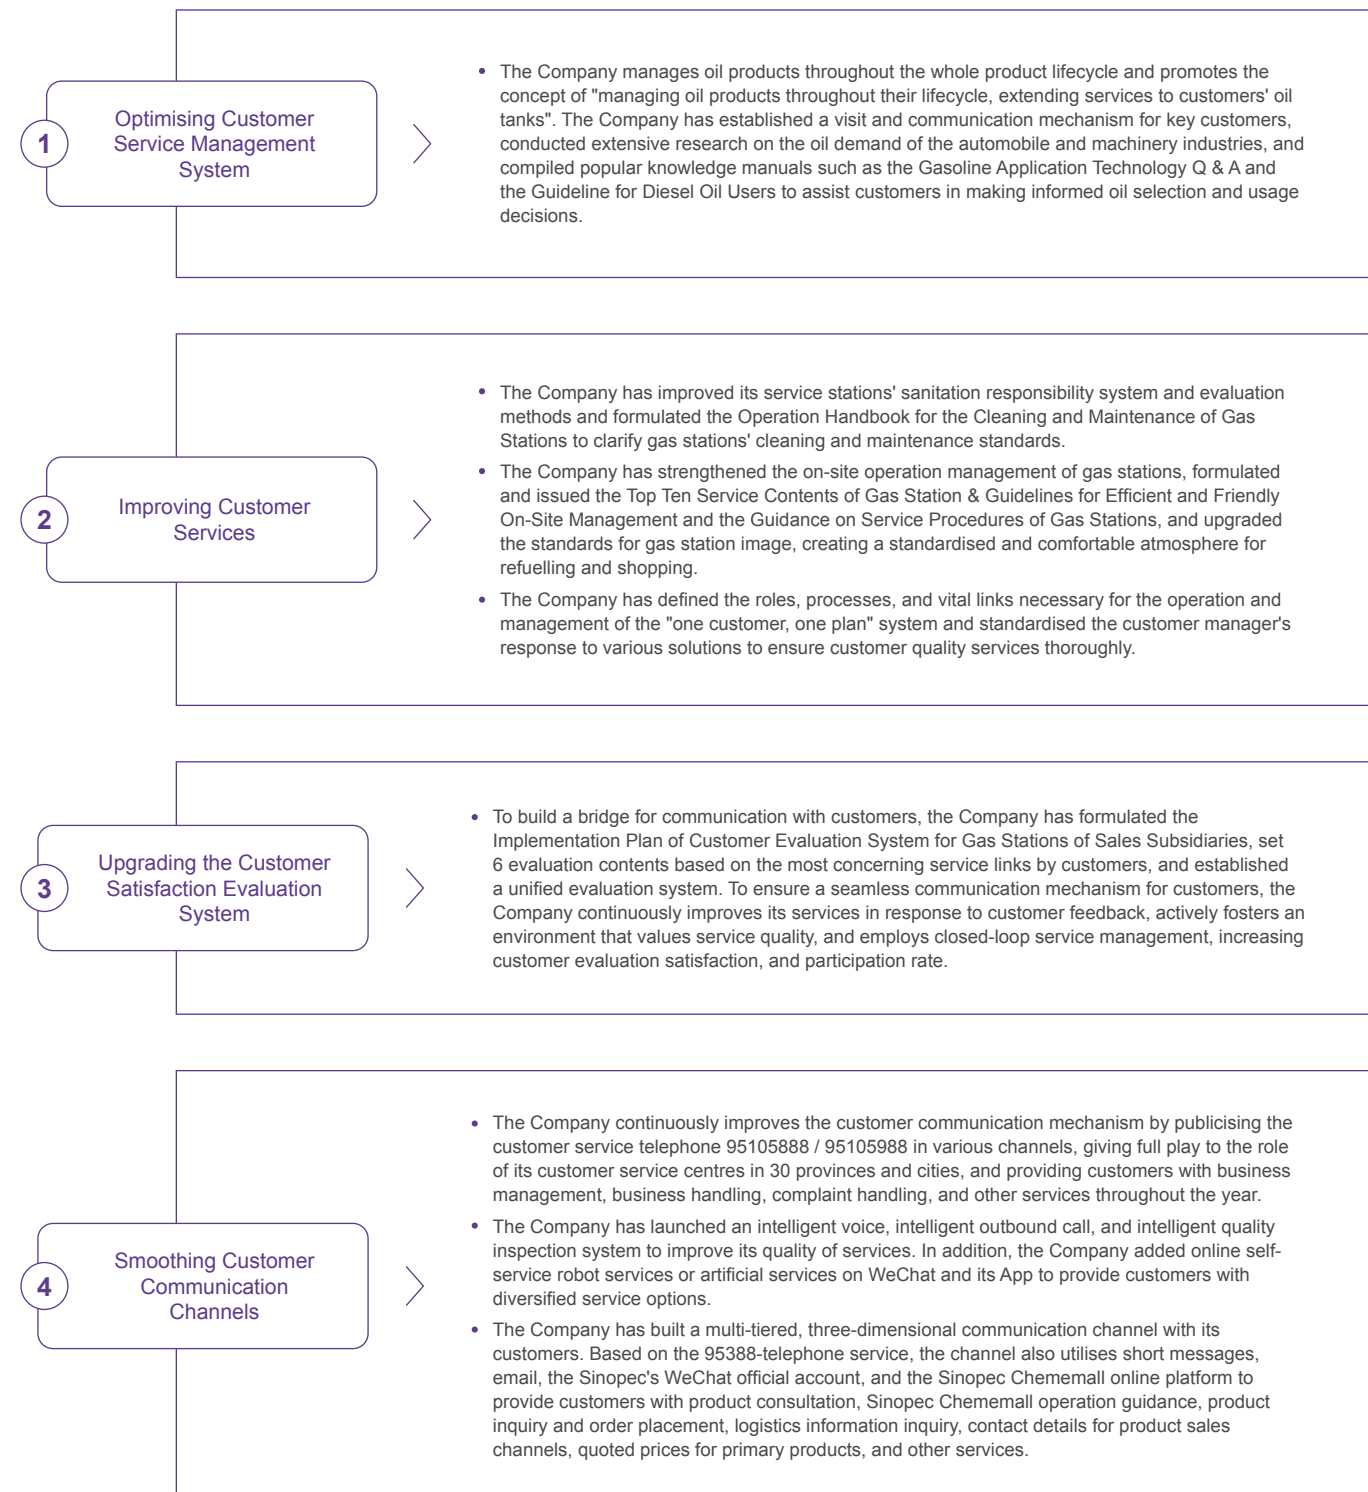 1
Optimising Customer
Service Management
System
• The Company manages oil products throughout the whole product lifecycle and promotes the
concept of "managing oil products throughout their lifecycle, extending services to customers' oil
tanks". The Company has established a visit and communication mechanism for key customers,
conducted extensive research on the oil demand of the automobile and machinery industries, and
compiled popular knowledge manuals such as the Gasoline Application Technology Q & A and
the Guideline for Diesel Oil Users to assist customers in making informed oil selection and usage
decisions.
2
Improving Customer
Services
• The Company has improved its service stations' sanitation responsibility system and evaluation
methods and formulated the Operation Handbook for the Cleaning and Maintenance of Gas
Stations to clarify gas stations' cleaning and maintenance standards.
• The Company has strengthened the on-site operation management of gas stations, formulated
and issued the Top Ten Service Contents of Gas Station & Guidelines for Efficient and Friendly
On-Site Management and the Guidance on Service Procedures of Gas Stations, and upgraded
the standards for gas station image, creating a standardised and comfortable atmosphere for
refuelling and shopping.
• The Company has defined the roles, processes, and vital links necessary for the operation and
management of the "one customer, one plan" system and standardised the customer manager's
response to various solutions to ensure customer quality services thoroughly.
3
Upgrading the Customer
Satisfaction Evaluation
System
• To build a bridge for communication with customers, the Company has formulated the
Implementation Plan of Customer Evaluation System for Gas Stations of Sales Subsidiaries, set
6 evaluation contents based on the most concerning service links by customers, and established
a unified evaluation system. To ensure a seamless communication mechanism for customers, the
Company continuously improves its services in response to customer feedback, actively fosters an
environment that values service quality, and employs closed-loop service management, increasing
customer evaluation satisfaction, and participation rate.
4
Smoothing Customer
Communication
Channels
• The Company continuously improves the customer communication mechanism by publicising the
customer service telephone 95105888 / 95105988 in various channels, giving full play to the role
of its customer service centres in 30 provinces and cities, and providing customers with business
management, business handling, complaint handling, and other services throughout the year.
• The Company has launched an intelligent voice, intelligent outbound call, and intelligent quality
inspection system to improve its quality of services. In addition, the Company added online self-
service robot services or artificial services on WeChat and its App to provide customers with
diversified service options.
• The Company has built a multi-tiered, three-dimensional communication channel with its
customers. Based on the 95388-telephone service, the channel also utilises short messages,
email, the Sinopec's WeChat official account, and the Sinopec Chememall online platform to
provide customers with product consultation, Sinopec Chememall operation guidance, product
inquiry and order placement, logistics information inquiry, contact details for product sales
channels, quoted prices for primary products, and other services.